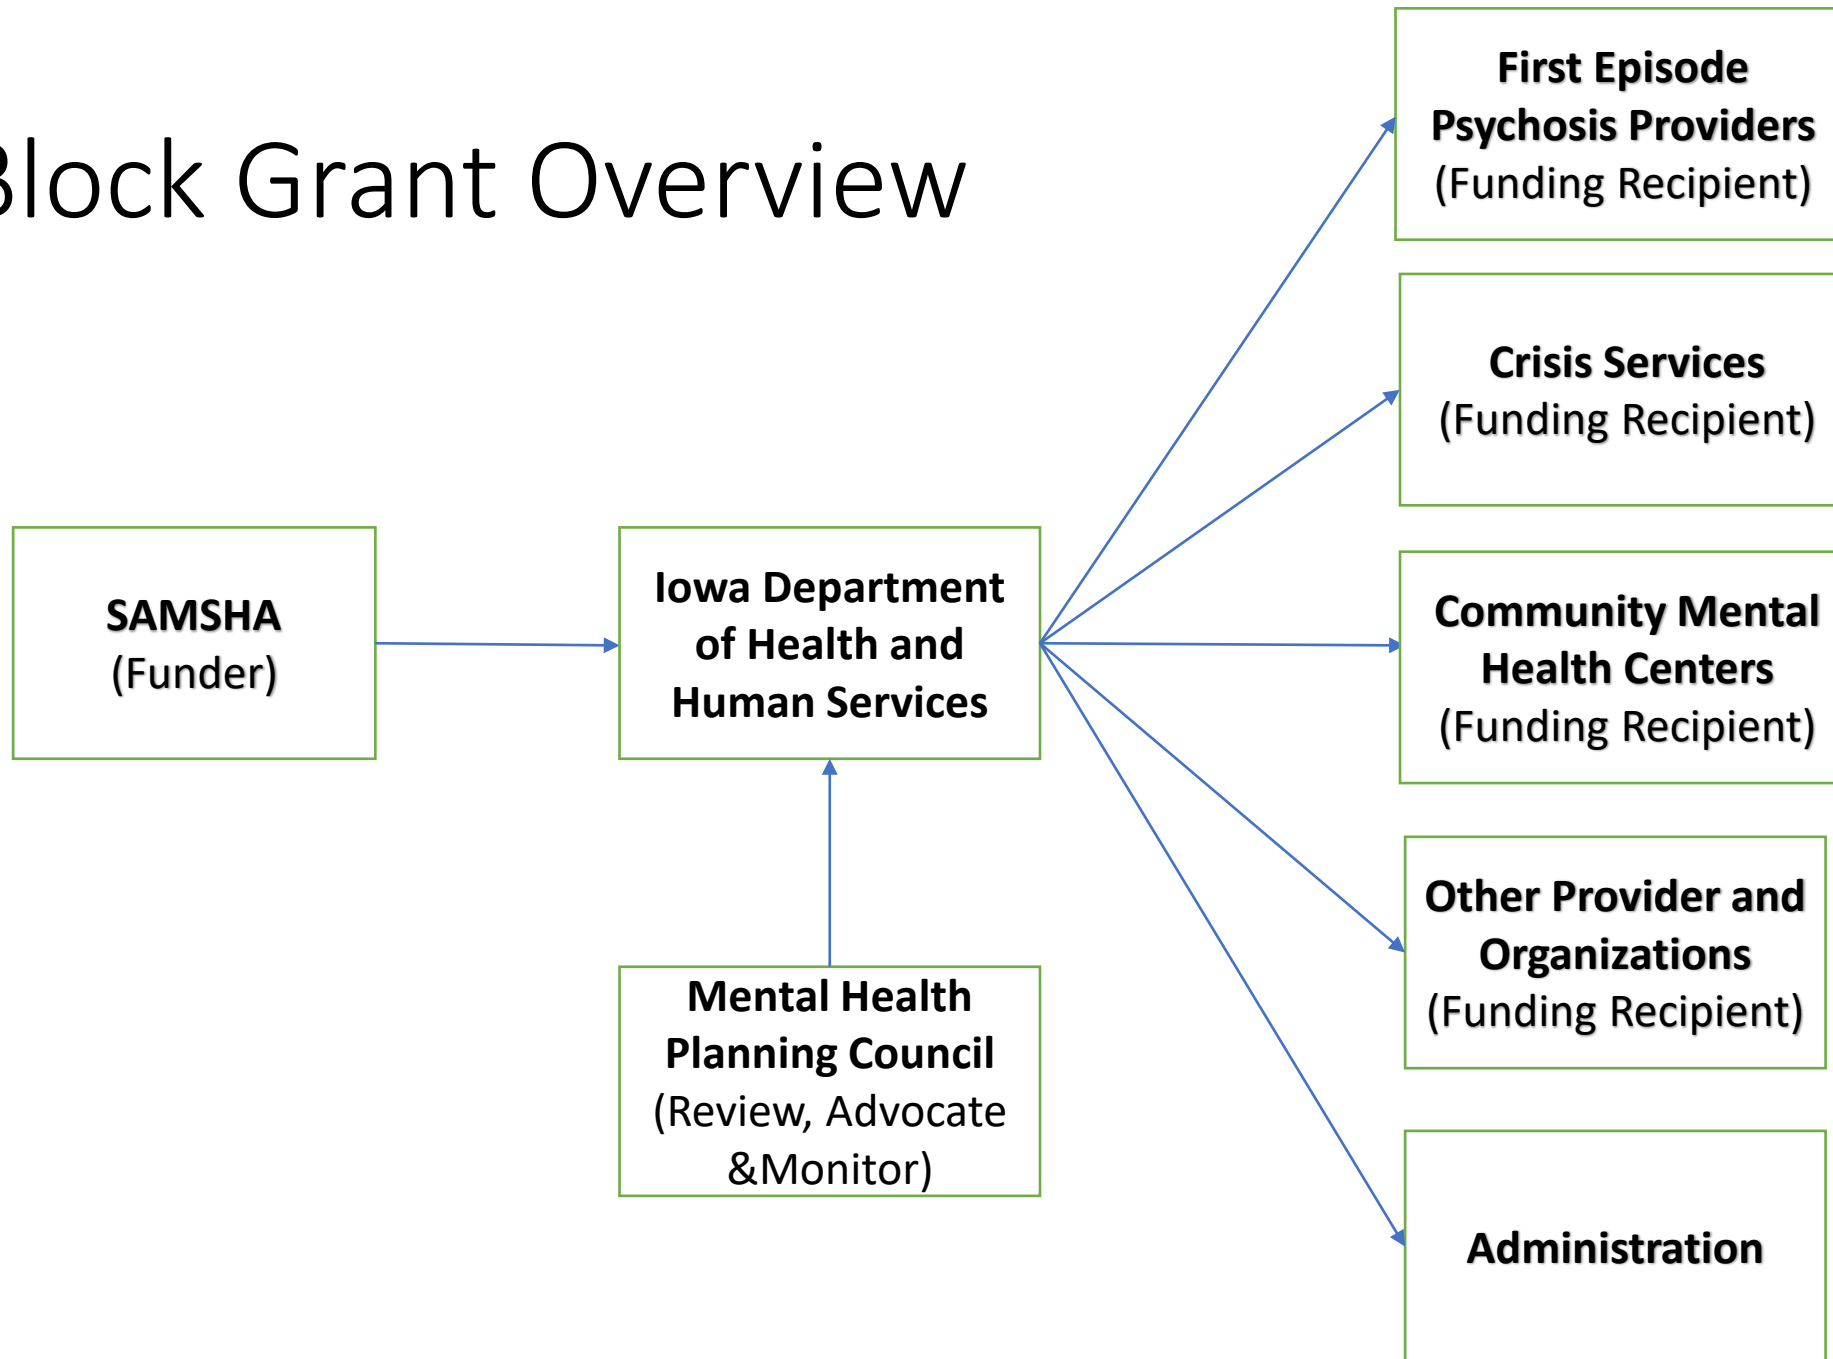 Block Grant Overview
First Episode
Psychosis Providers
(Funding Recipient)
Crisis Services
(Funding Recipient)
SAMSHA
(Funder)
Iowa Department
of Health and
Human Services
Community Mental
Health Centers
(Funding Recipient)
Mental Health
Planning Council
(Review, Advocate
&Monitor)
Other Provider and
Organizations
(Funding Recipient)
Administration